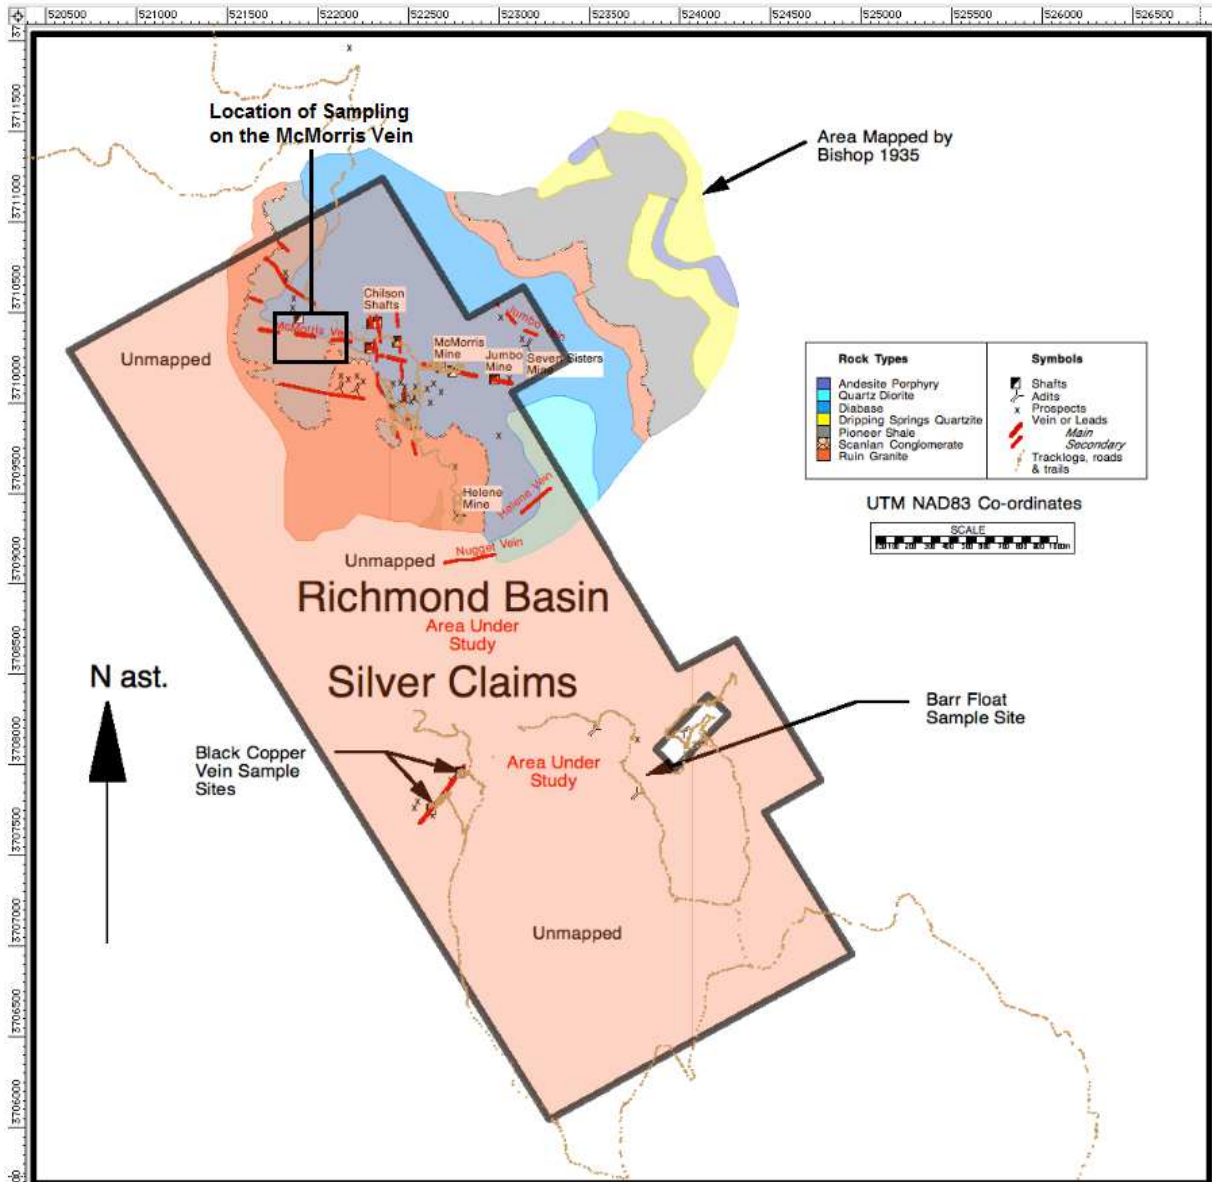 520500 521000 521500 522000 522500 523000 523500 524000 524500 525000 525500 526000 526500
3711500
3711000
3710500
3710000
3709500
3709000
3708500
3708000
3707500
3707000
3706500
3706000
Location of Sampling
on the McMorris Vein
Area Mapped by
Bishop 1935
Chilson
Shafts
Jumbo Vein
McMorris Vein
McMorris
Mine
Jumbo
Mine
Seven Sisters
Mine
Unmapped
Helene
Mine
Helene Vein
Nugget Vein
Unmapped
Rock Types
Andesite Porphyry
Quartz Diorite
Diabase
Dripping Springs Quartzite
Pioneer Shale
Scanlan Conglomerate
Ruin Granite
Symbols
Shafts
Adits
x Prospects
Vein or Leads
Main
Secondary
Tracklogs, roads
& trails
UTM NAD83 Co-ordinates
SCALE
Richmond Basin
Area Under
Study
Silver Claims
N ast.
Black Copper
Vein Sample
Sites
Area Under
Study
Barr Float
Sample Site
Unmapped